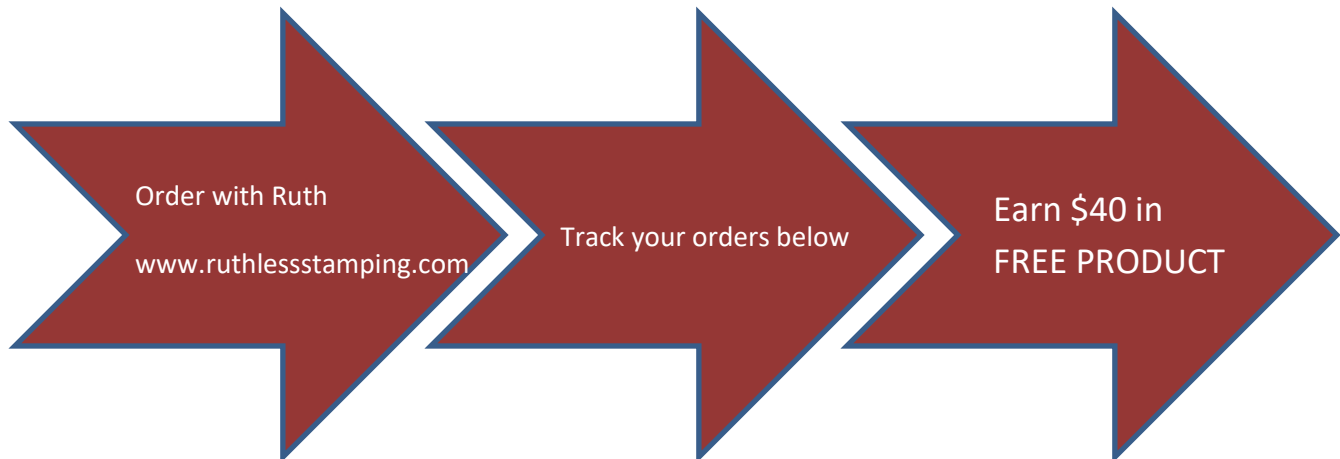 Order with Ruth
www.ruthlessstamping.com
Track your orders below
Earn $40 in
FREE PRODUCT